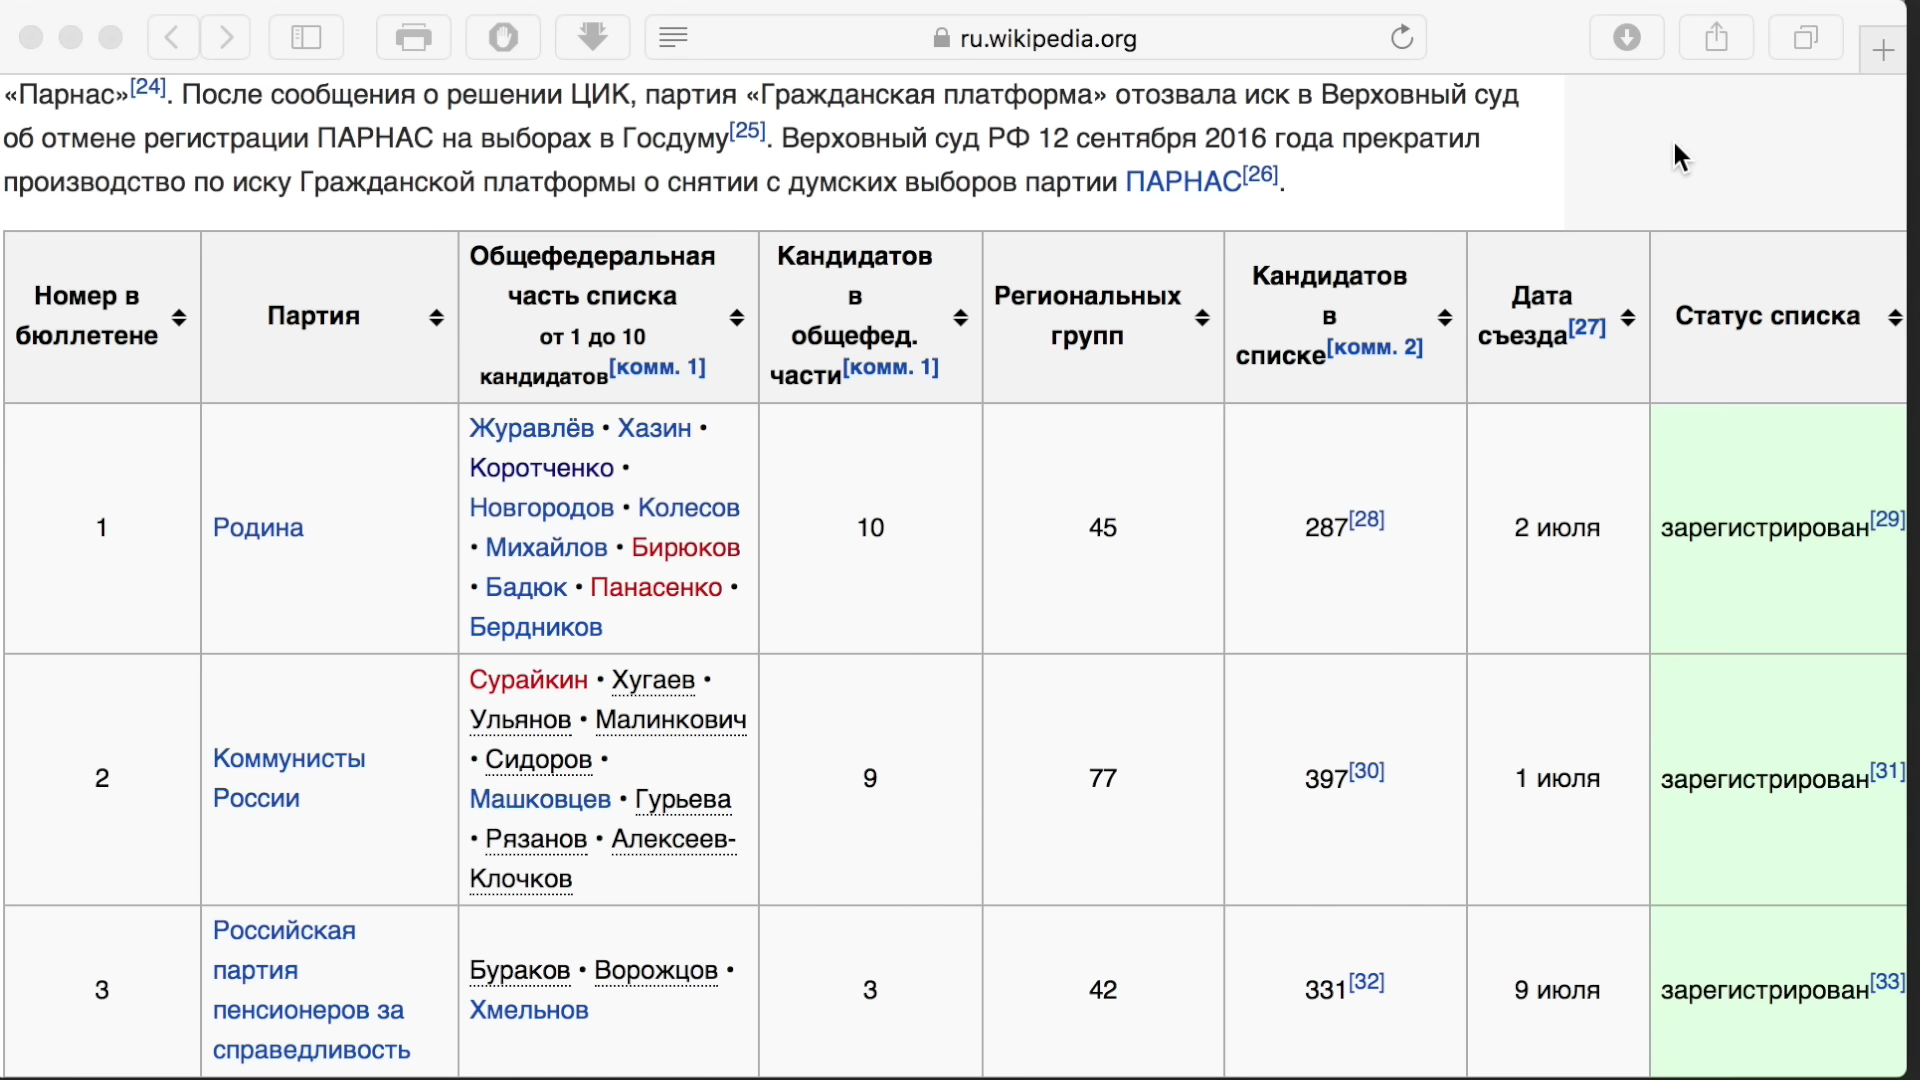 ru.wikipedia.org
«Парнас»[24]. После сообщения о решении ЦИК, партия «Гражданская платформа» отозвала иск в Верховный суд
об отмене регистрации ПАРНАС на выборах в Госдуму[25]. Верховный суд РФ 12 сентября 2016 года прекратил
производство по иску Гражданской платформы о снятии с думских выборов партии ПАРНАС[26].
Номер в
бюллетене
Партия
Общефедеральная
часть списка
от 1 до 10
кандидатов[комм. 1]
Кандидатов
в
общефед.
части[комм. 1]
Региональных
групп
Кандидатов
в
списке[комм. 2]
Дата
съезда[27]
Статус списка
1
Родина
Журавлёв • Хазин •
Коротченко •
Новгородов • Колесов
• Михайлов • Бирюков
• Бадюк • Панасенко •
Бердников
10
45
287[28]
2 июля
зарегистрирован[29]
2
Коммунисты
России
Сурайкин • Хугаев •
Ульянов • Малинкович
• Сидоров •
Машковцев • Гурьева
• Рязанов • Алексеев-
Клочков
9
77
397[30]
1 июля
зарегистрирован[31]
3
Российская
партия
пенсионеров за
справедливость
Бураков • Ворожцов •
Хмельнов
3
42
331[32]
9 июля
зарегистрирован[33]